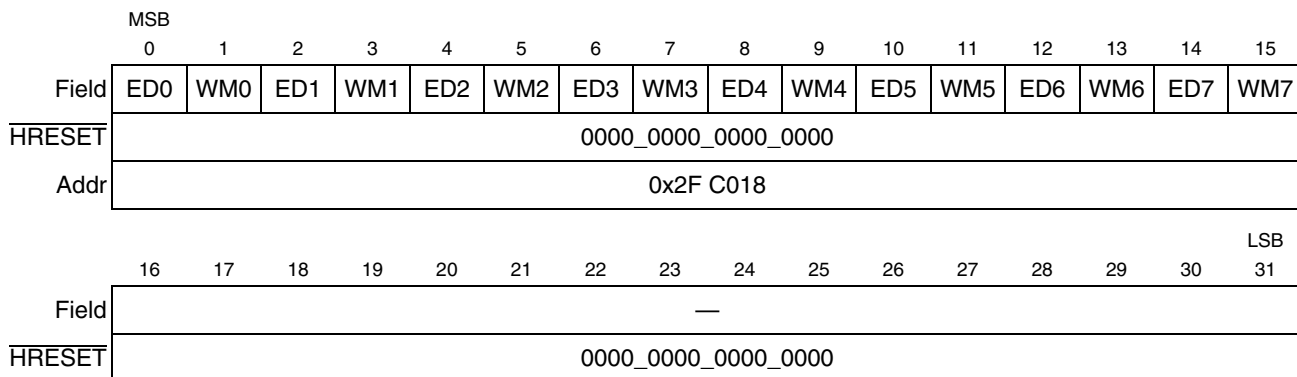 MSB
0 1 2 3 4 5 6 7 8 9 10 11 12 13 14 15
Field ED0 WM0 ED1 WM1 ED2 WM2 ED3 WM3 ED4 WM4 ED5 WM5 ED6 WM6 ED7 WM7
HRESET 0000_0000_0000_0000
Addr 0x2F C018
LSB
16 17 18 19 20 21 22 23 24 25 26 27 28 29 30 31
Field —
HRESET 0000_0000_0000_0000